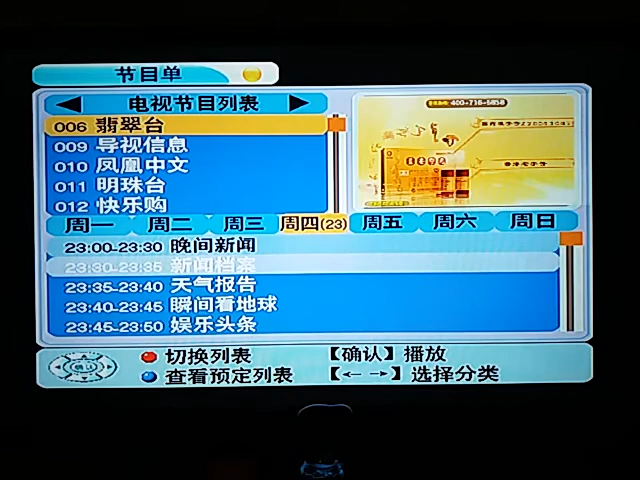 节目单
电视节目列表
006 翡翠台
009 导视信息
010 凤凰中文
011 明珠台
012 快乐购
400-716-5858
周一 周二 周三 周四(23) 周五 周六 周日
23:00-23:30 晚间新闻
23:30-23:35 新闻档案
23:35-23:40 天气报告
23:40-23:45 瞬间看地球
23:45-23:50 娱乐头条
确认
切换列表 【确认】播放
查看预定列表 【← →】选择分类